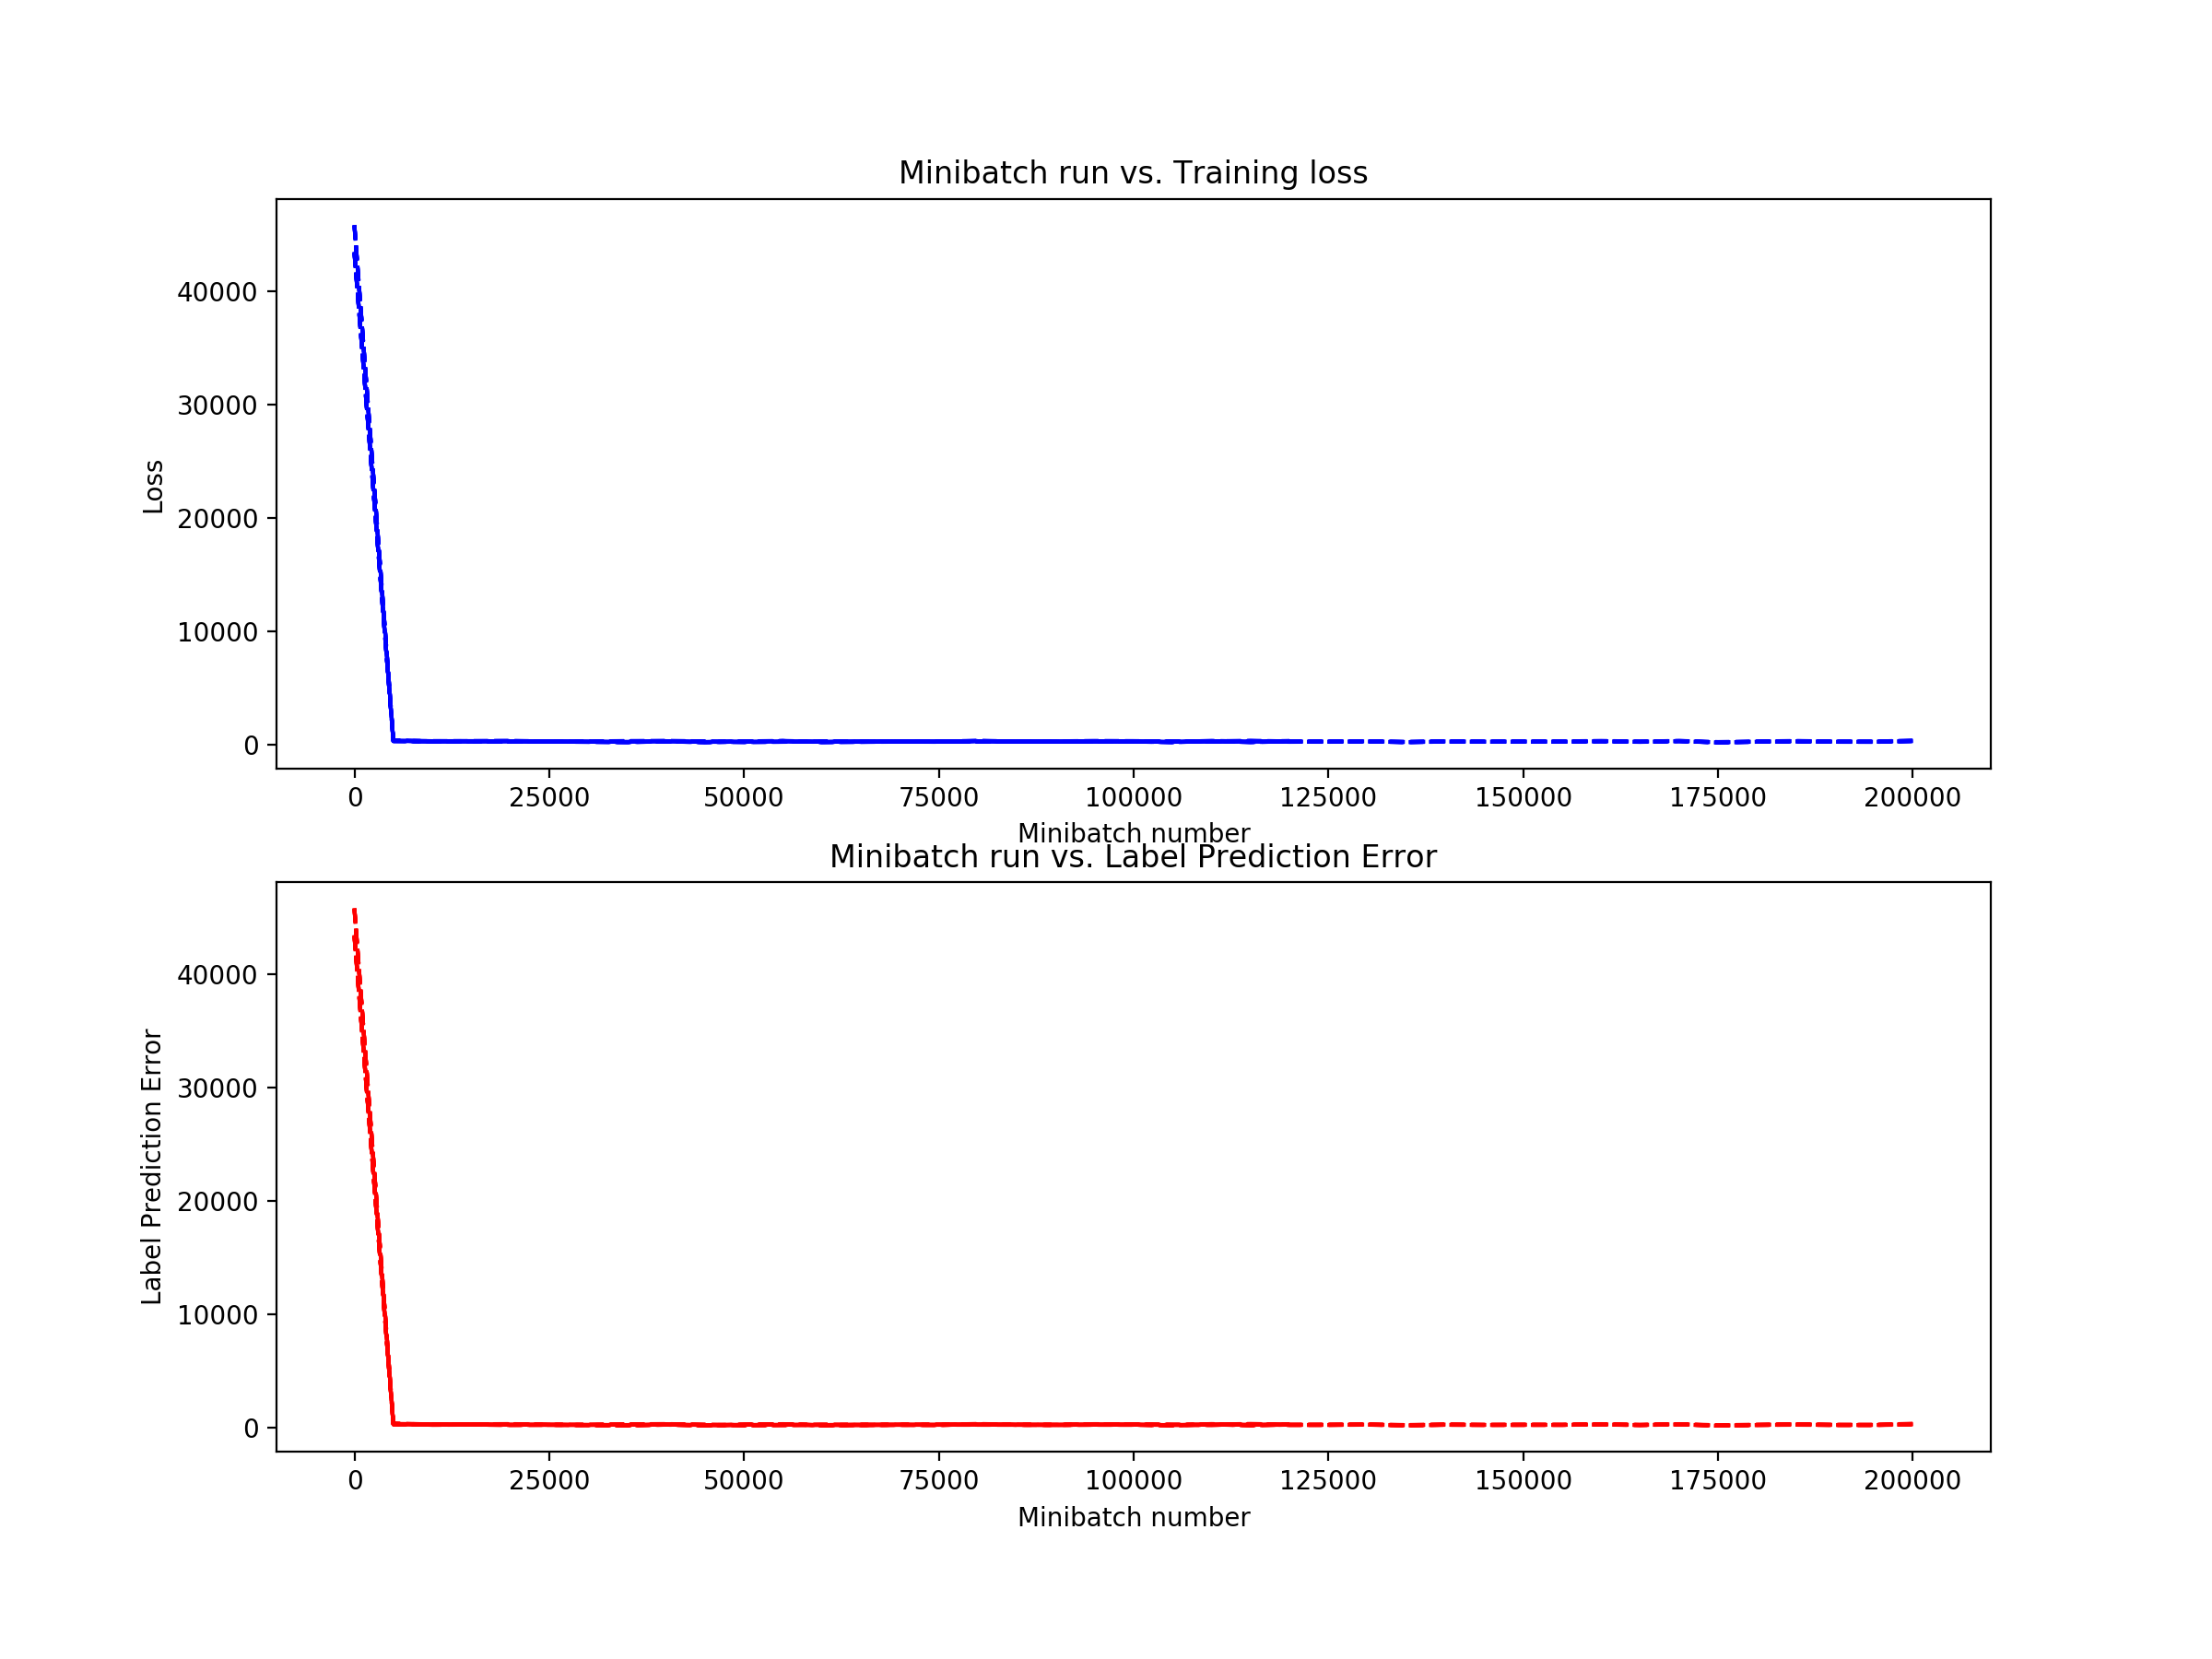 Minibatch run vs. Training loss
Loss
40000
30000
20000
10000
0
0 25000 50000 75000 100000 125000 150000 175000 200000
Minibatch number
Minibatch run vs. Label Prediction Error
Label Prediction Error
40000
30000
20000
10000
0
0 25000 50000 75000 100000 125000 150000 175000 200000
Minibatch number